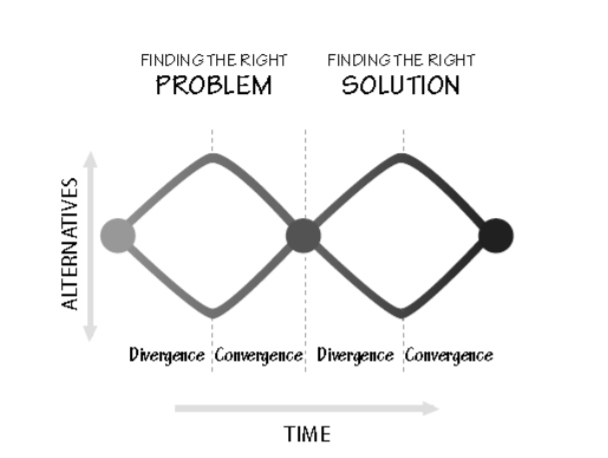 FINDING THE RIGHT
PROBLEM
FINDING THE RIGHT
SOLUTION
ALTERNATIVES
Divergence
Convergence
Divergence
Convergence
TIME